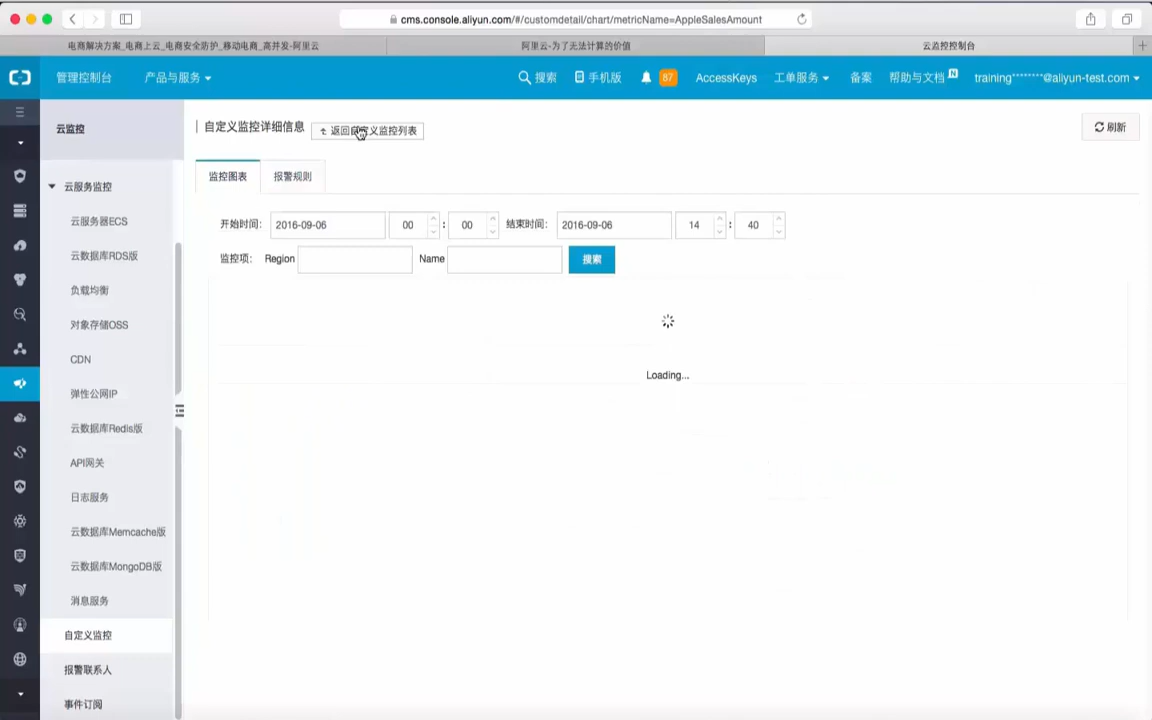 cms.console.aliyun.com/#/customdetail/chart/metricName=AppleSalesAmount
电商解决方案_电商上云_电商安全防护_移动电商_高并发-阿里云
阿里云-为了无法计算的价值
云监控控制台
管理控制台
产品与服务
搜索
手机版
87
AccessKeys
工单服务
备案
帮助与文档
N
training*******@aliyun-test.com
云监控
自定义监控详细信息
返回自定义监控列表
刷新
监控图表
报警规则
云服务监控
云服务器ECS
云数据库RDS版
负载均衡
对象存储OSS
CDN
弹性公网IP
云数据库Redis版
API网关
日志服务
云数据库Memcache版
云数据库MongoDB版
消息服务
自定义监控
报警联系人
事件订阅
开始时间: 2016-09-06 00 : 00 结束时间: 2016-09-06 14 : 40
监控项: Region Name 搜索
Loading...